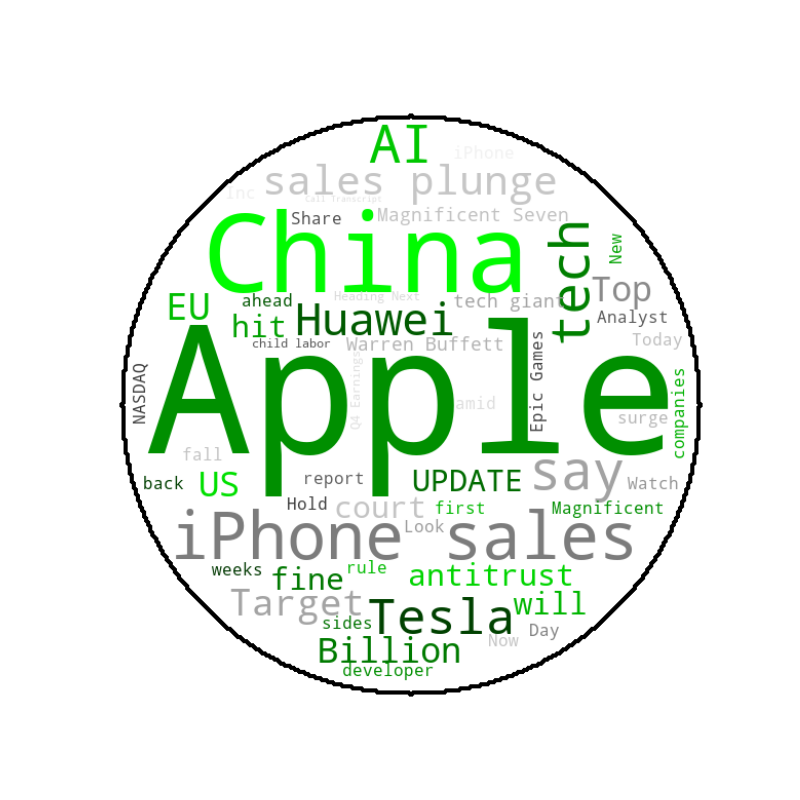 AI
iPhone
sales plunge
Inc
Call Transcript
Share
Magnificent Seven
China
tech
New
EU
ahead
Heading Next
tech giant
Top
hit
Huawei
Analyst
child labor
Warren Buffett
Today
Apple
NASDAQ
Q4 Earnings
amid
Epic Games
surge
companies
fall
back
US
report
UPDATE
say
Watch
Hold
court
first
Magnificent
iPhone sales
Look
weeks
fine
rule
antitrust
Target
Tesla
will
sides
Now
Day
Billion
developer